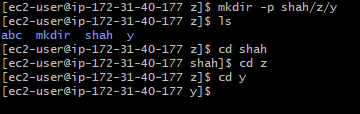 [ec2-user@ip-172-31-40-177 z]$ mkdir -p shah/z/y
[ec2-user@ip-172-31-40-177 z]$ ls
abc  mkdir  shah  y
[ec2-user@ip-172-31-40-177 z]$ cd shah
[ec2-user@ip-172-31-40-177 shah]$ cd z
[ec2-user@ip-172-31-40-177 z]$ cd y
[ec2-user@ip-172-31-40-177 y]$